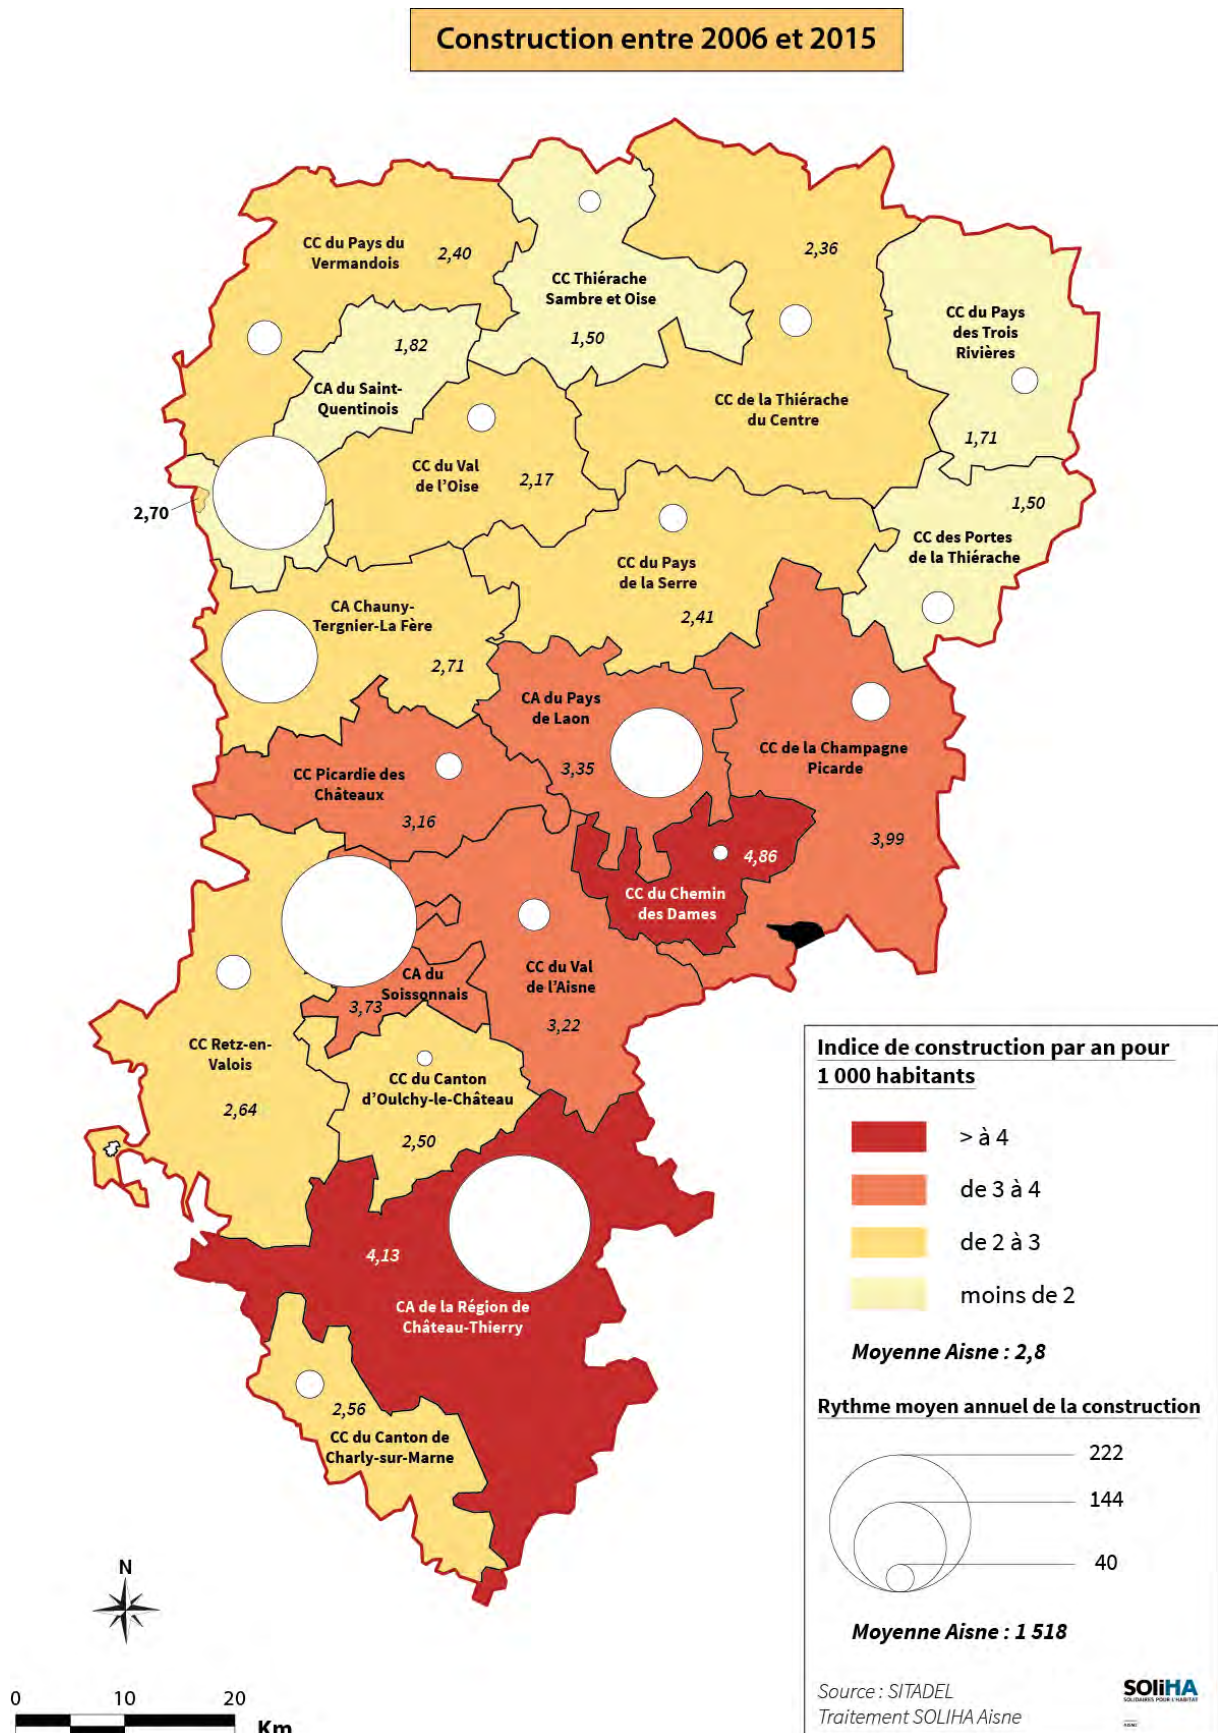 Construction entre 2006 et 2015
CC du Pays du
Vermandois
2,40
CC Thiérache
Sambre et Oise
1,50
2,36
CC de la Thiérache
du Centre
CC du Pays
des Trois
Rivières
1,71
1,82
CA du Saint-
Quentinois
CC du Val
de l'Oise
2,17
2,70
1,50
CC des Portes
de la Thiérache
CC du Pays
de la Serre
2,41
CA Chauny-
Tergnier-La Fère
2,71
CA du Pays
de Laon
3,35
CC de la Champagne
Picarde
3,99
CC Picardie des
Châteaux
3,16
4,86
CC du Chemin
des Dames
CA du
Soissonnais
3,73
CC du Val
de l'Aisne
3,22
CC Retz-en-
Valois
2,64
CC du Canton
d'Oulchy-le-Château
2,50
4,13
CA de la Région de
Château-Thierry
2,56
CC du Canton de
Charly-sur-Marne
Indice de construction par an pour
1 000 habitants
> à 4
de 3 à 4
de 2 à 3
moins de 2
Moyenne Aisne : 2,8
Rythme moyen annuel de la construction
222
144
40
Moyenne Aisne : 1 518
Source : SITADEL
Traitement SOLIHA Aisne
SOLiHA
SOLIDAIRES POUR L'HABITAT
AISNE
N
0 10 20
Km